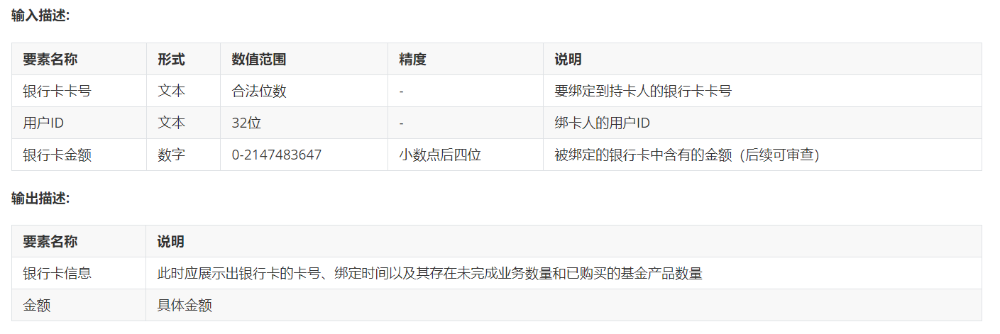 输入描述:
要素名称 形式 数值范围 精度 说明
银行卡卡号 文本 合法位数 - 要绑定到持卡人的银行卡卡号
用户ID 文本 32位 - 绑卡人的用户ID
银行卡金额 数字 0-2147483647 小数点后四位 被绑定的银行卡中含有的金额（后续可审查）
输出描述:
要素名称 说明
银行卡信息 此时应展示出银行卡的卡号、绑定时间以及其存在未完成业务数量和已购买的基金产品数量
金额 具体金额